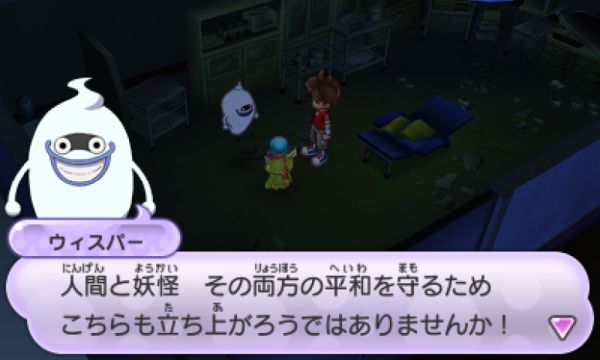 ウィスパー
人間と妖怪　その両方の平和を守るため
こちらも立ち上がろうではありませんか！